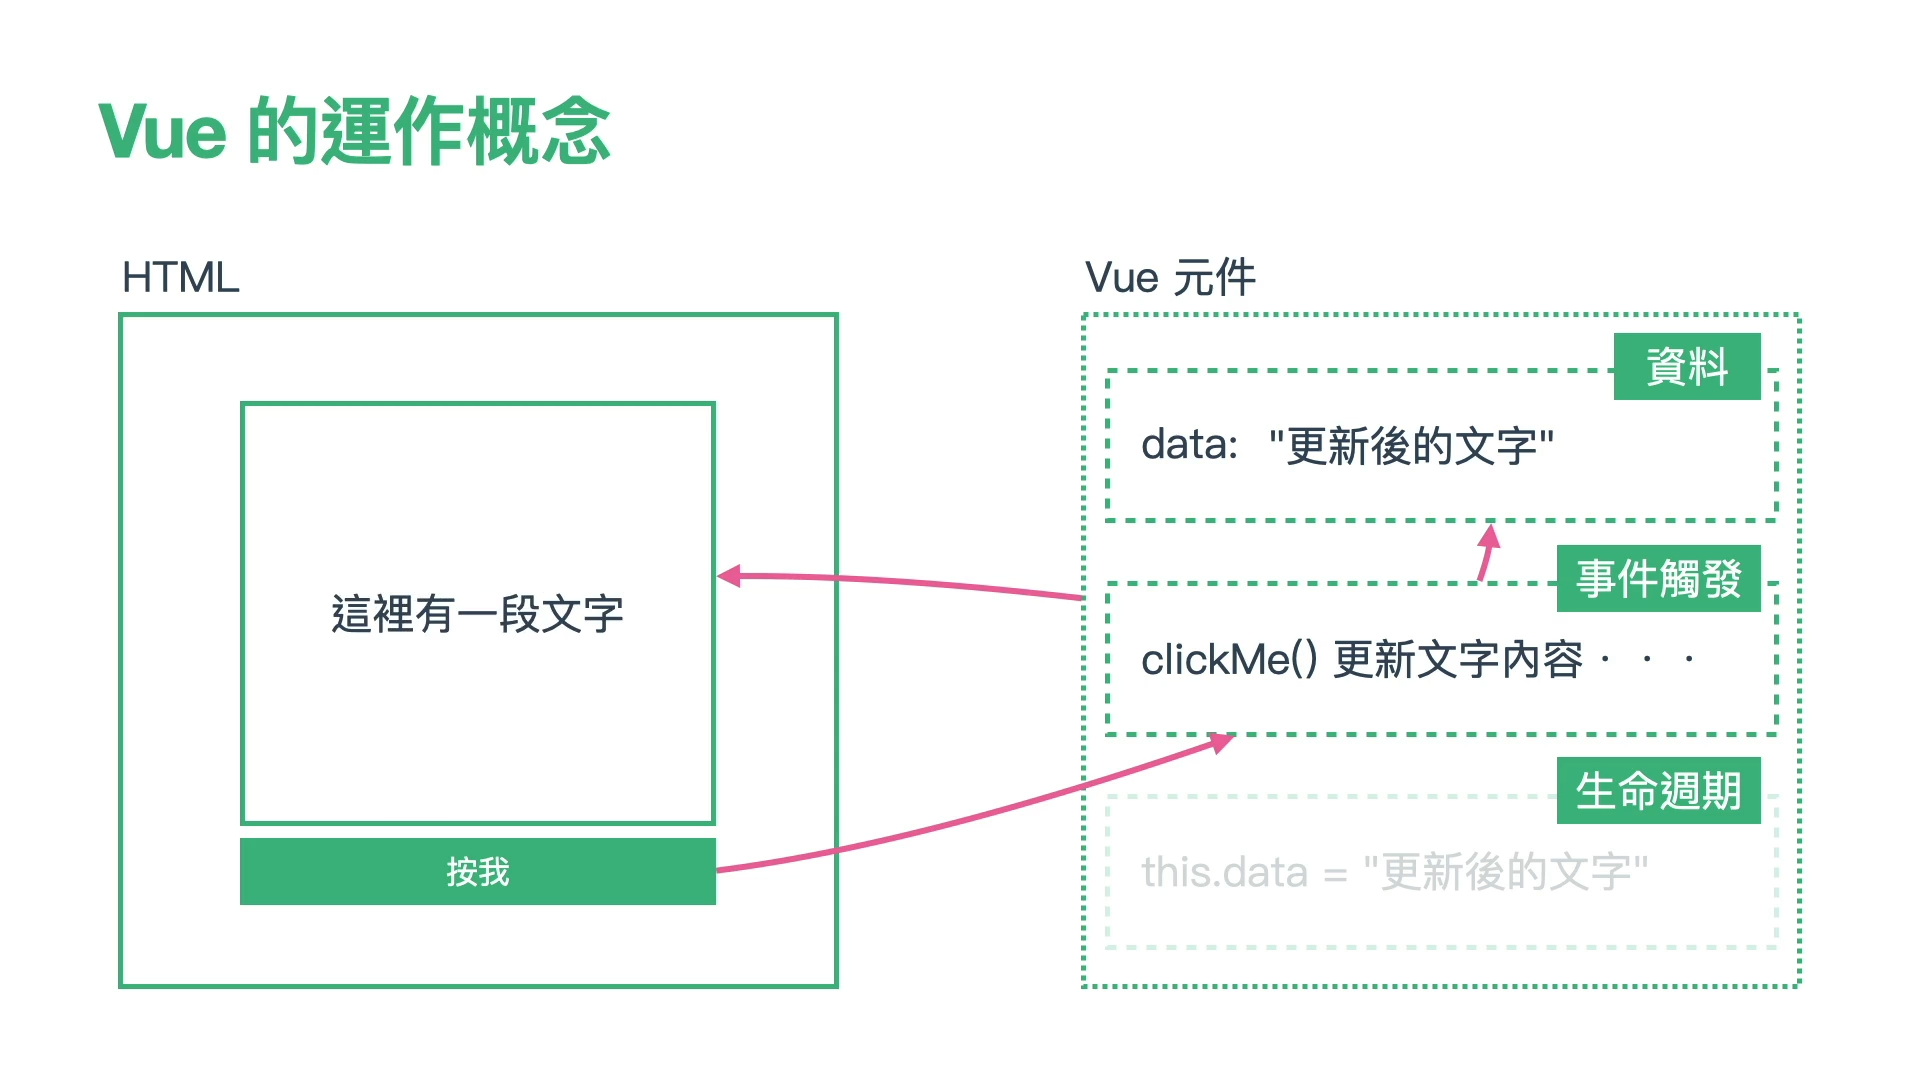 Vue 的運作概念
HTML
這裡有一段文字
按我
Vue 元件
資料
data: "更新後的文字"
事件觸發
clickMe() 更新文字內容・・・
生命週期
this.data = "更新後的文字"